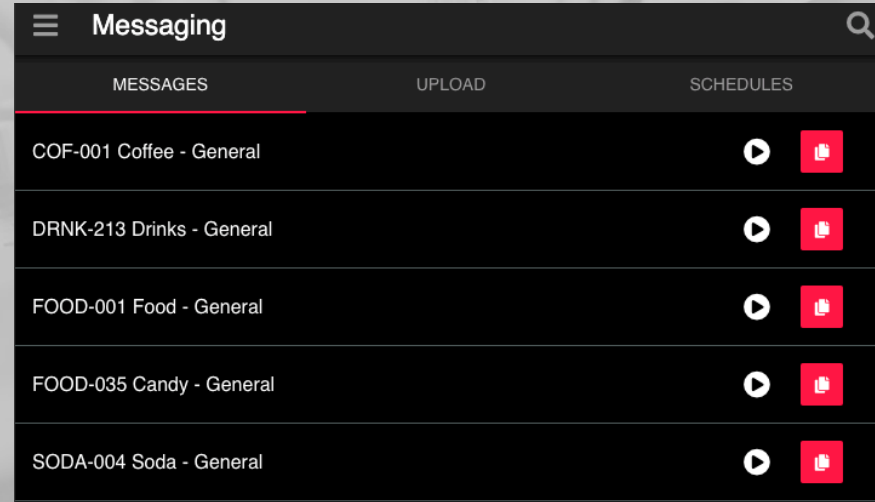 Messaging
MESSAGES UPLOAD SCHEDULES
COF-001 Coffee - General
DRNK-213 Drinks - General
FOOD-001 Food - General
FOOD-035 Candy - General
SODA-004 Soda - General